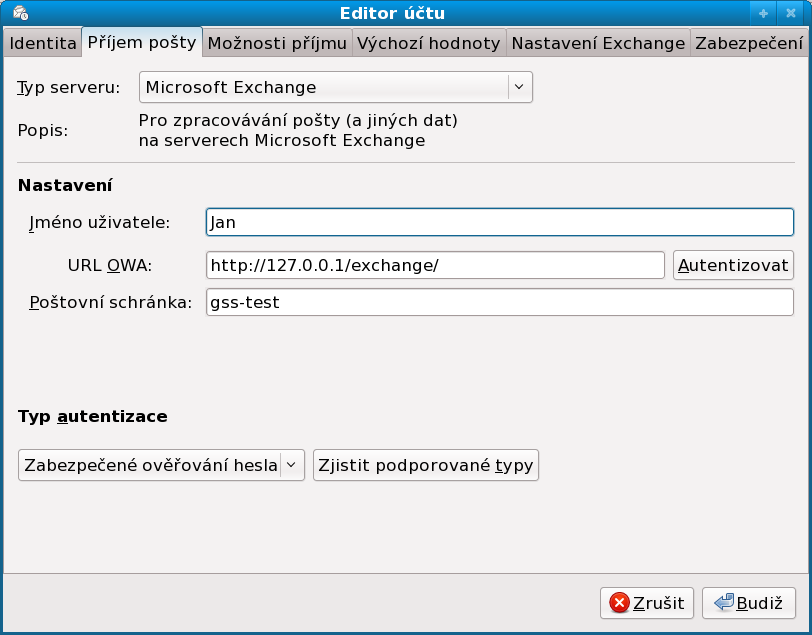 Editor účtu
Identita Příjem pošty Možnosti příjmu Výchozí hodnoty Nastavení Exchange Zabezpečení
Typ serveru: Microsoft Exchange
Popis: Pro zpracovávání pošty (a jiných dat)
na serverech Microsoft Exchange
Nastavení
Jméno uživatele: Jan
URL OWA: http://127.0.0.1/exchange/ Autentizovat
Poštovní schránka: gss-test
Typ autentizace
Zabezpečené ověřování hesla Zjistit podporované typy
Zrušit Budiž